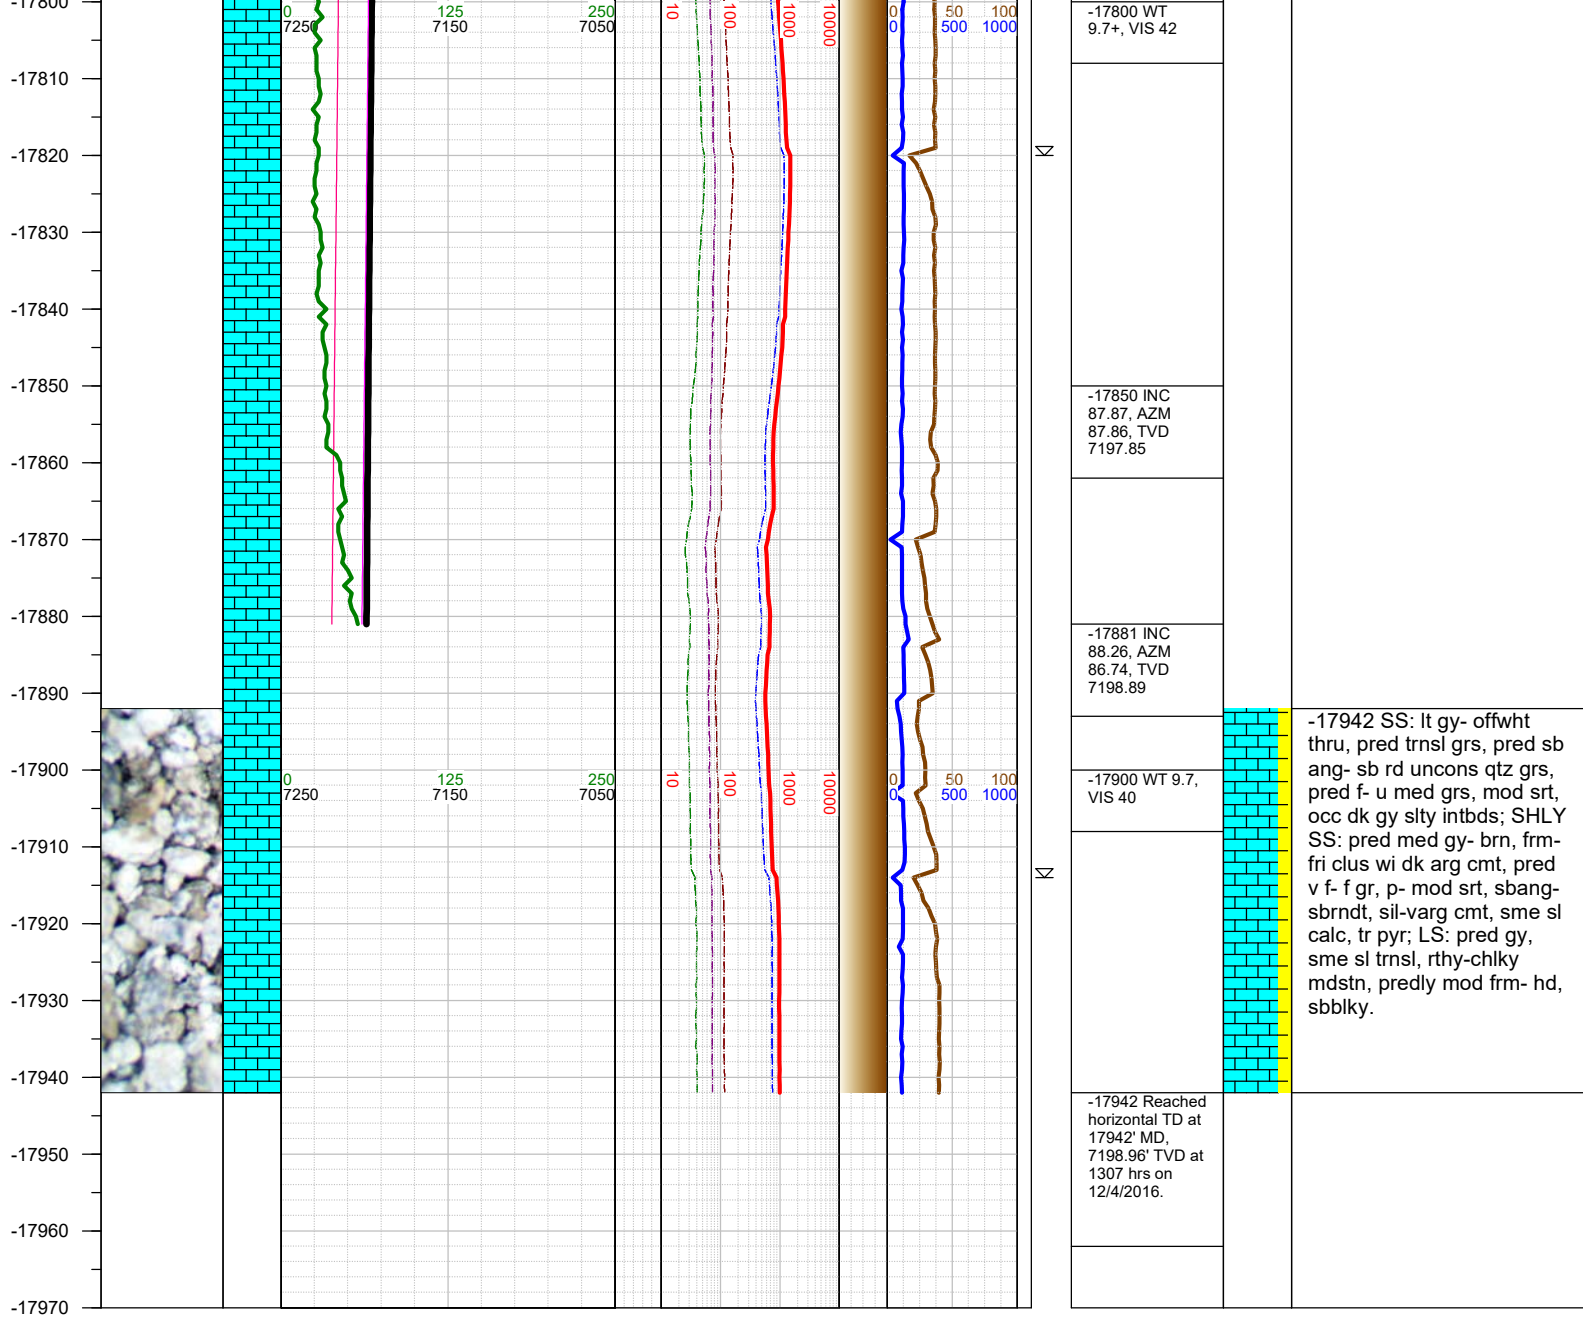 -17800
0 125 250
7250 7150 7050
10 100 1000 10000
0 50 100
0 500 1000
-17800 WT
9.7+, VIS 42
-17810
-17820
-17830
-17840
-17850
-17850 INC
87.87, AZM
87.86, TVD
7197.85
-17860
-17870
-17880
-17881 INC
88.26, AZM
86.74, TVD
7198.89
-17890
-17942 SS: lt gy- offwht
thru, pred trnsl grs, pred sb
ang- sb rd uncons qtz grs,
pred f- u med grs, mod srt,
occ dk gy slty intbds; SHLY
SS: pred med gy- brn, frm-
fri clus wi dk arg cmt, pred
v f- f gr, p- mod srt, sbang-
sbrndt, sil-varg cmt, sme sl
calc, tr pyr; LS: pred gy,
sme sl trnsl, rthy-chlky
mdstn, predly mod frm- hd,
sbblky.
-17900
0 125 250
7250 7150 7050
10 100 1000 10000
0 50 100
0 500 1000
-17900 WT 9.7,
VIS 40
-17910
-17920
-17930
-17940
-17942 Reached
horizontal TD at
17942' MD,
7198.96' TVD at
1307 hrs on
12/4/2016.
-17950
-17960
-17970